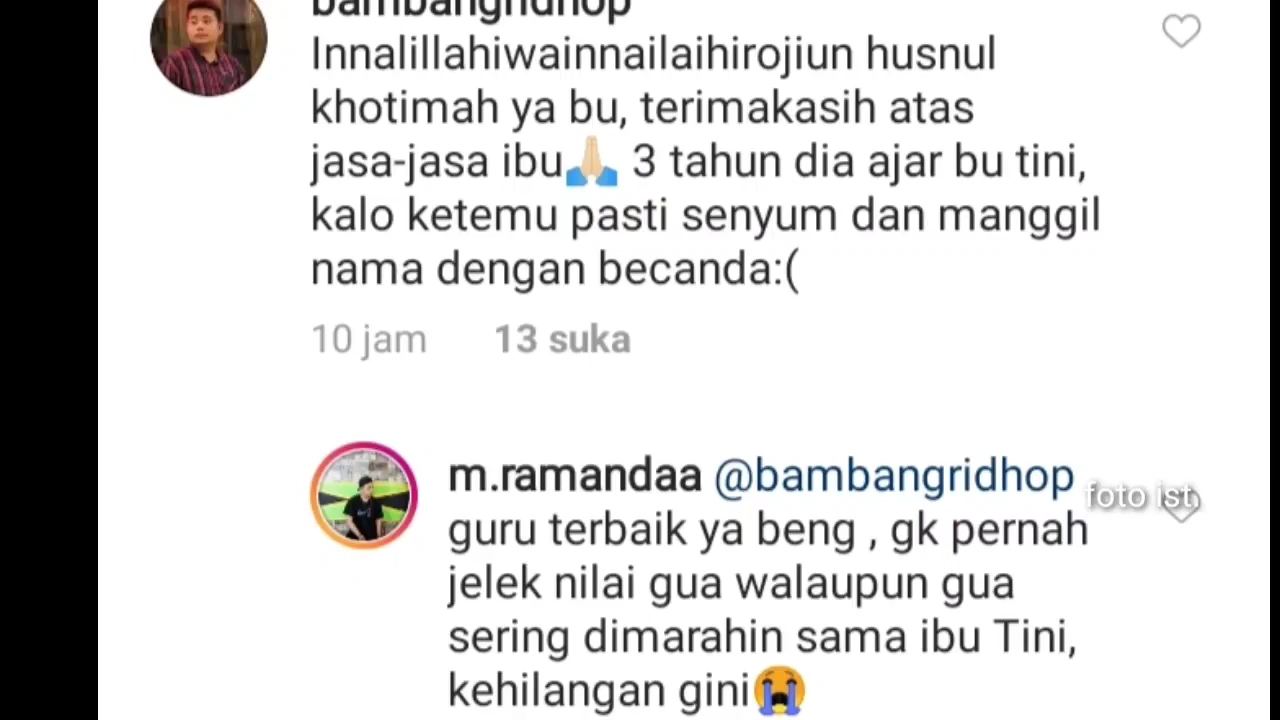 bambangridhop
Innalillahiwainnailaihirojiun husnul
khotimah ya bu, terimakasih atas
jasa-jasa ibu🙏🏼 3 tahun dia ajar bu tini,
kalo ketemu pasti senyum dan manggil
nama dengan becanda:(
10 jam 13 suka
m.ramandaa @bambangridhop
foto ist
guru terbaik ya beng , gk pernah
jelek nilai gua walaupun gua
sering dimarahin sama ibu Tini,
kehilangan gini😭